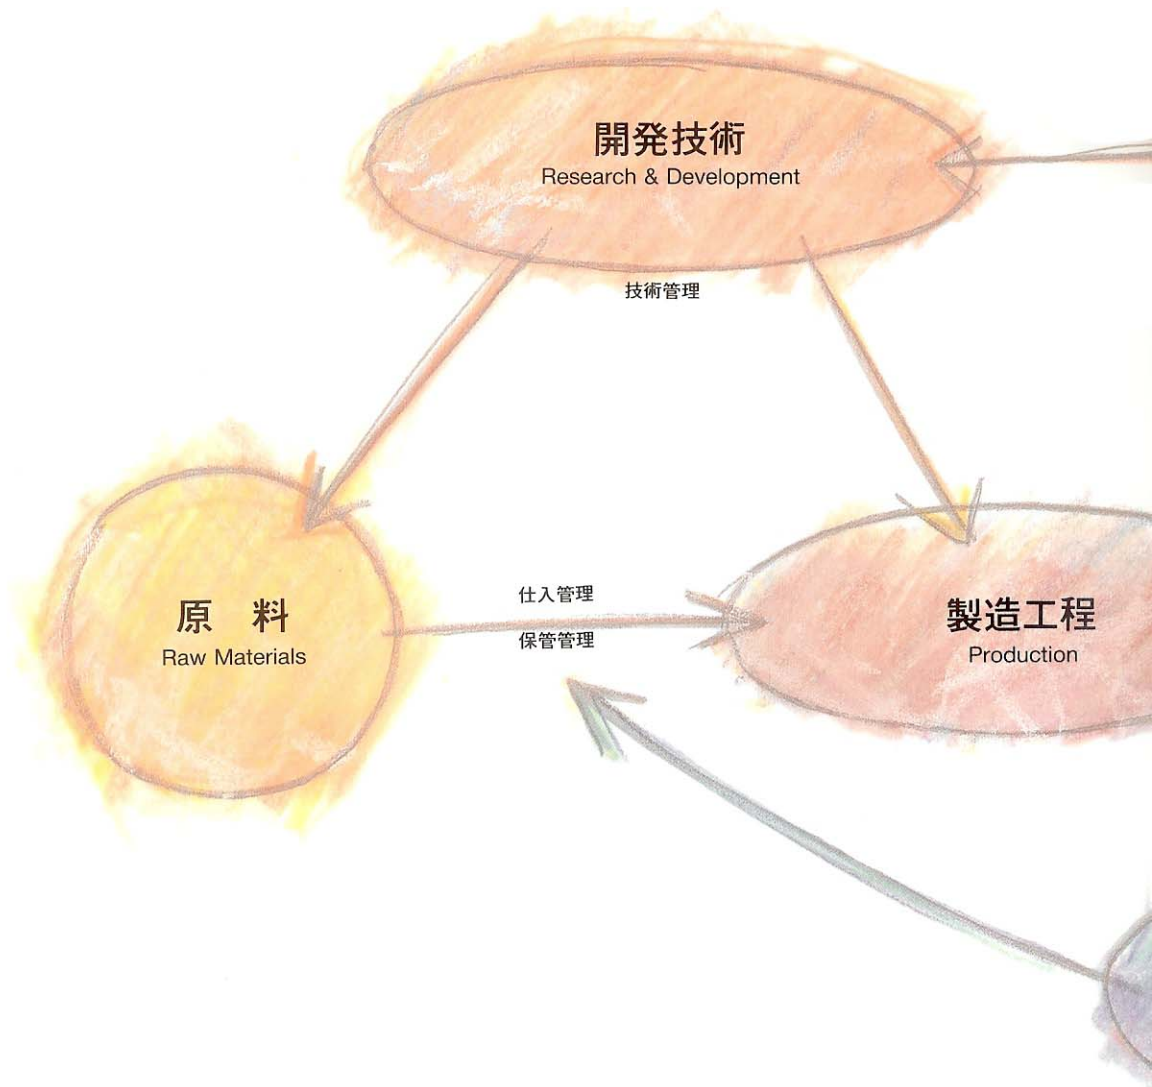 開発技術
Research & Development
技術管理
原　料
Raw Materials
仕入管理
保管管理
製造工程
Production